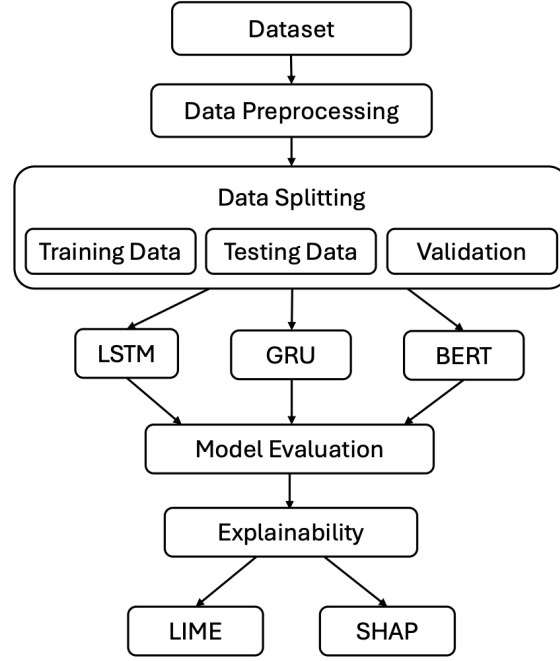 Dataset
Data Preprocessing
Data Splitting
Training Data
Testing Data
Validation
LSTM
GRU
BERT
Model Evaluation
Explainability
LIME
SHAP